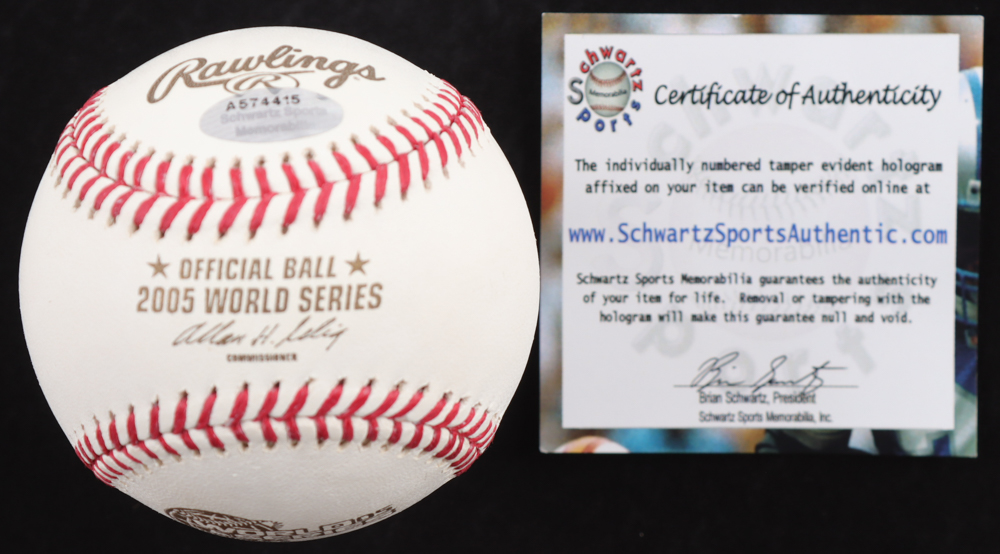 Rawlings
R
A574415
Schwartz Sports
Memorabilia
★ OFFICIAL BALL ★
2005 WORLD SERIES
Allan H. Selig
COMMISSIONER
Schwartz
Memorabilia
Sports
Certificate of Authenticity
The individually numbered tamper evident hologram
affixed on your item can be verified online at
www.SchwartzSportsAuthentic.com
Schwartz Sports Memorabilia guarantees the authenticity
of your item for life. Removal or tampering with the
hologram will make this guarantee null and void.
Brian Schwartz, President
Schwartz Sports Memorabilia, Inc.